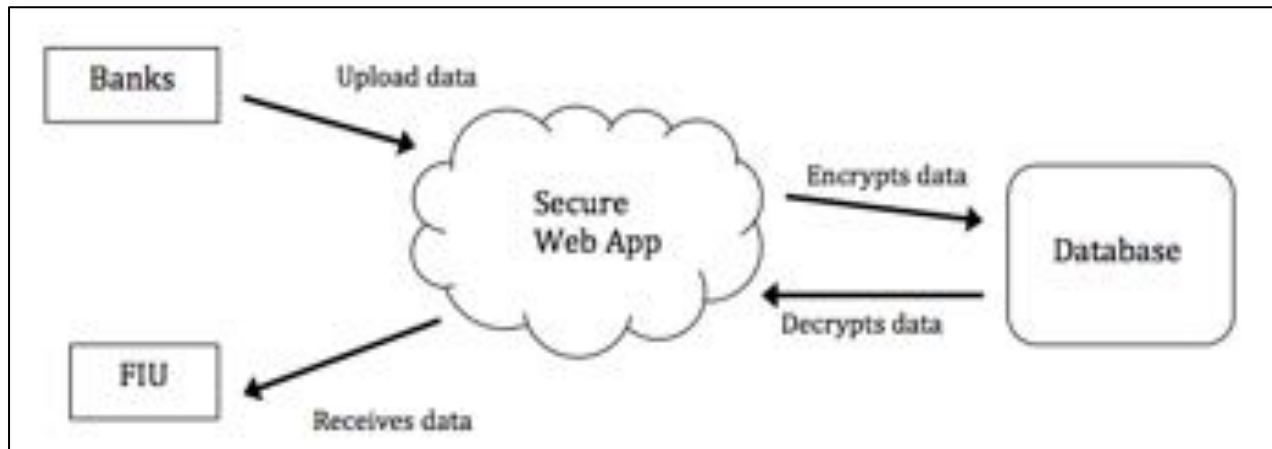 Banks
Upload data
Secure
Web App
Encrypts data
Database
Decrypts data
FIU
Receives data